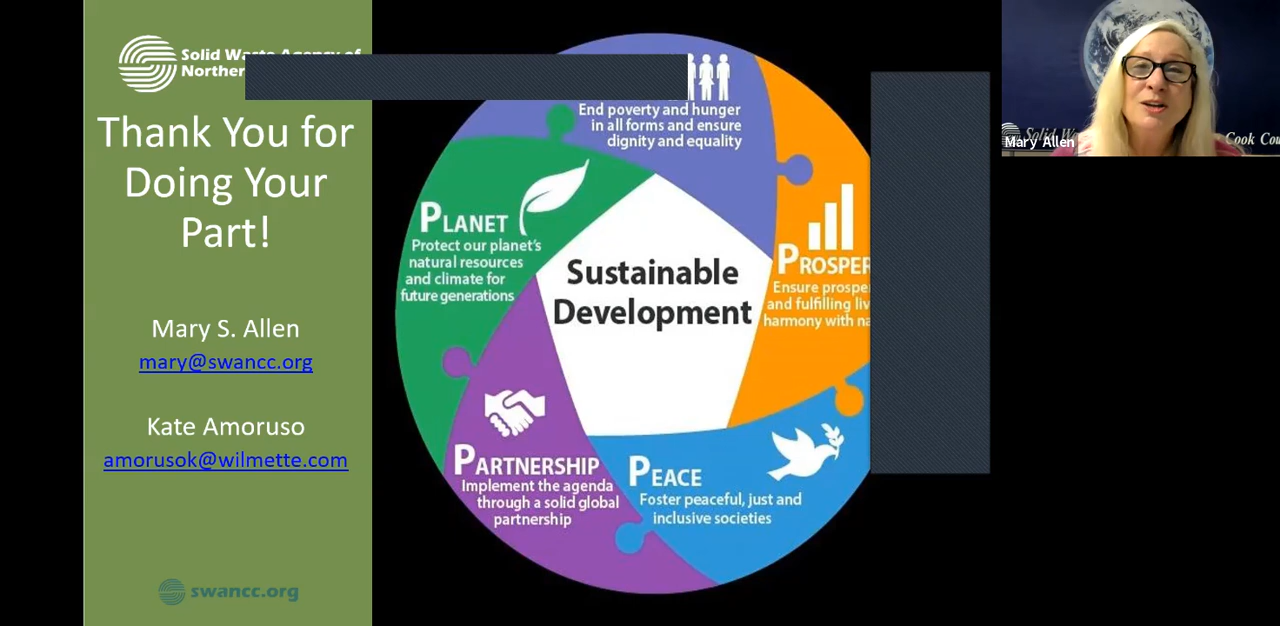 Solid Waste Agency of
Northern
Thank You for
Doing Your
Part!
Mary S. Allen
mary@swancc.org
Kate Amoruso
amorusok@wilmette.com
swancc.org
End poverty and hunger
in all forms and ensure
dignity and equality
PLANET
Protect our planet's
natural resources
and climate for
future generations
Sustainable
Development
PROSPER
Ensure prospe
and fulfilling liv
harmony with na
PARTNERSHIP
Implement the agenda
through a solid global
partnership
PEACE
Foster peaceful, just and
inclusive societies
Solid W
Cook Cou
Mary Allen